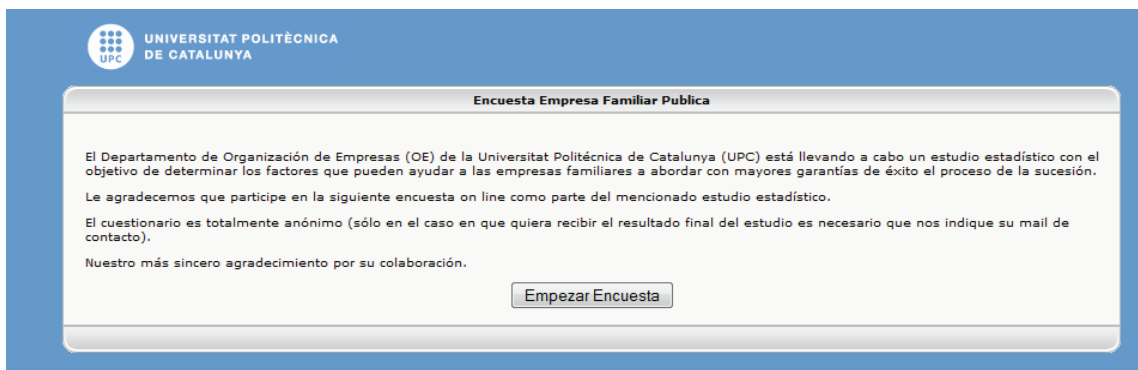 UPC
UNIVERSITAT POLITÈCNICA
DE CATALUNYA
Encuesta Empresa Familiar Publica
El Departamento de Organización de Empresas (OE) de la Universitat Politécnica de Catalunya (UPC) está llevando a cabo un estudio estadístico con el
objetivo de determinar los factores que pueden ayudar a las empresas familiares a abordar con mayores garantías de éxito el proceso de la sucesión.
Le agradecemos que participe en la siguiente encuesta on line como parte del mencionado estudio estadístico.
El cuestionario es totalmente anónimo (sólo en el caso en que quiera recibir el resultado final del estudio es necesario que nos indique su mail de
contacto).
Nuestro más sincero agradecimiento por su colaboración.
Empezar Encuesta